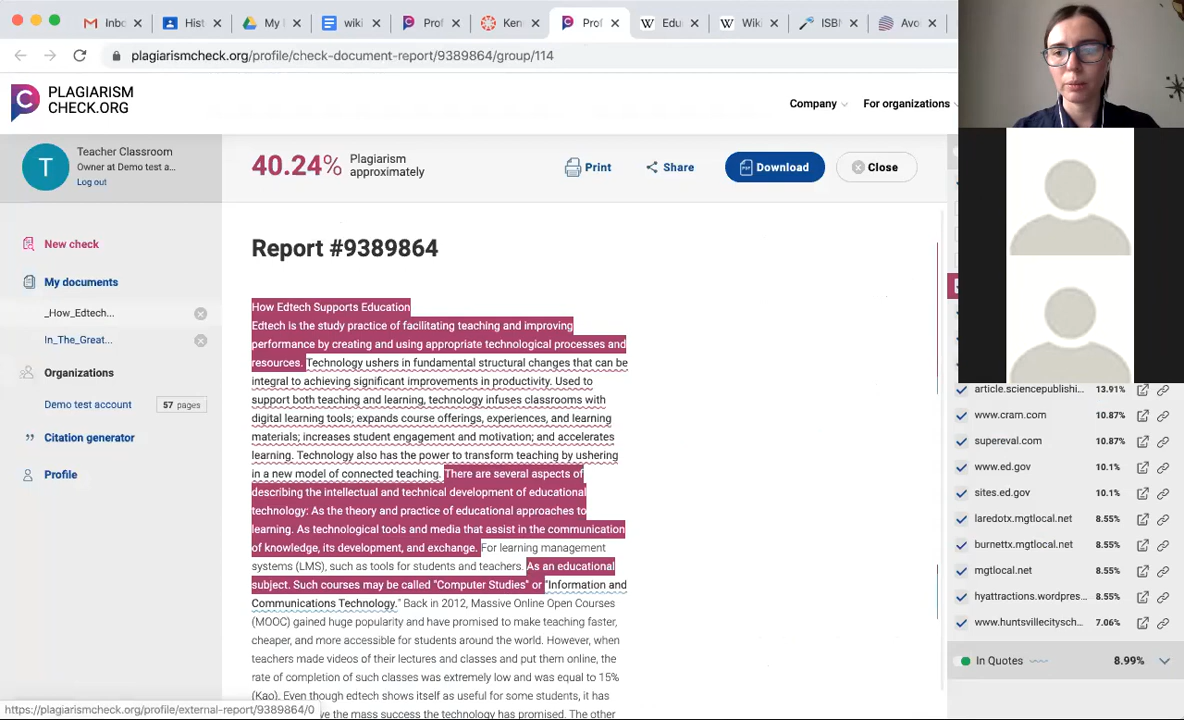 Inbo
Hist
My I
wiki
Prof
Ken
Prof
Edu
Wiki
ISBN
Avo
plagiarismcheck.org/profile/check-document-report/9389864/group/114
PLAGIARISM
CHECK.ORG
Company
For organizations
T
Teacher Classroom
Owner at Demo test a...
Log out
40.24%
Plagiarism
approximately
Print
Share
Download
Close
New check
My documents
_How_Edtech...
In_The_Great...
Organizations
Demo test account
57 pages
Citation generator
Profile
Report #9389864
How Edtech Supports Education
Edtech is the study practice of facilitating teaching and improving
performance by creating and using appropriate technological processes and
resources. Technology ushers in fundamental structural changes that can be
integral to achieving significant improvements in productivity. Used to
support both teaching and learning, technology infuses classrooms with
digital learning tools; expands course offerings, experiences, and learning
materials; increases student engagement and motivation; and accelerates
learning. Technology also has the power to transform teaching by ushering
in a new model of connected teaching. There are several aspects of
describing the intellectual and technical development of educational
technology: As the theory and practice of educational approaches to
learning. As technological tools and media that assist in the communication
of knowledge, its development, and exchange. For learning management
systems (LMS), such as tools for students and teachers. As an educational
subject. Such courses may be called "Computer Studies" or "Information and
Communications Technology." Back in 2012, Massive Online Open Courses
(MOOC) gained huge popularity and have promised to make teaching faster,
cheaper, and more accessible for students around the world. However, when
teachers made videos of their lectures and classes and put them online, the
rate of completion of such classes was extremely low and was equal to 15%
(Kao). Even though edtech shows itself as useful for some students, it has
ve the mass success the technology has promised. The other
article.sciencepublishi... 13.91%
www.cram.com 10.87%
supereval.com 10.87%
www.ed.gov 10.1%
sites.ed.gov 10.1%
laredotx.mgtlocal.net 8.55%
burnettx.mgtlocal.net 8.55%
mgtlocal.net 8.55%
hyattractions.wordpres... 8.55%
www.huntsvillecitysch... 7.06%
In Quotes 8.99%
https://plagiarismcheck.org/profile/external-report/9389864/0